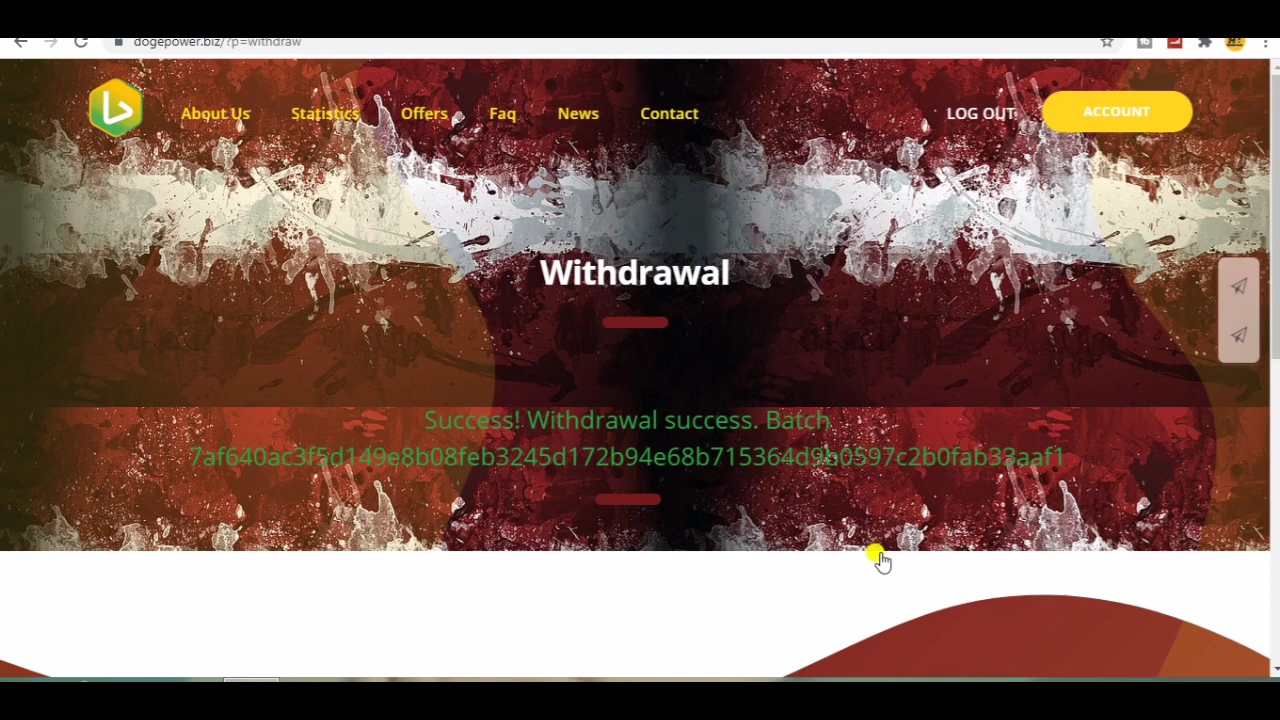 dogepower.biz/?p=withdraw
About Us Statistics Offers Faq News Contact LOG OUT ACCOUNT
Withdrawal
Success! Withdrawal success. Batch
7af640ac3f5d149e8b08feb3245d172b94e68b715364d9b0597c2b0fab33aaf1